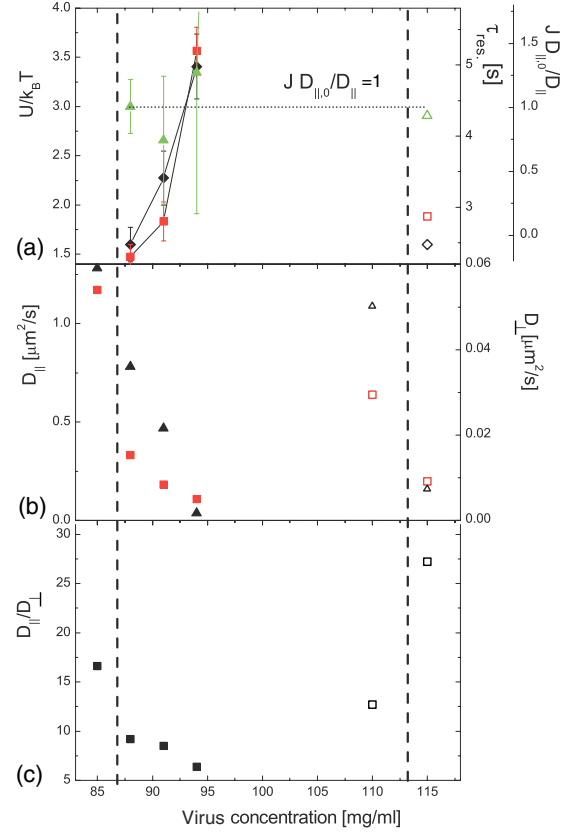 4.0
3.5
3.0
2.5
2.0
1.5
U/k_BT
J D_{||,0}/D_{||}=1
5
4
3
2
τ_{res.} [s]
1.5
1.0
0.5
0.0
J D_{||,0}/D_{||}
(a)
1.0
0.5
0.0
D_{||} [μm²/s]
0.06
0.04
0.02
0.00
D_⊥[μm²/s]
(b)
30
25
20
15
10
5
D_{||}/D_⊥
(c)
85 90 95 100 105 110 115
Virus concentration [mg/ml]